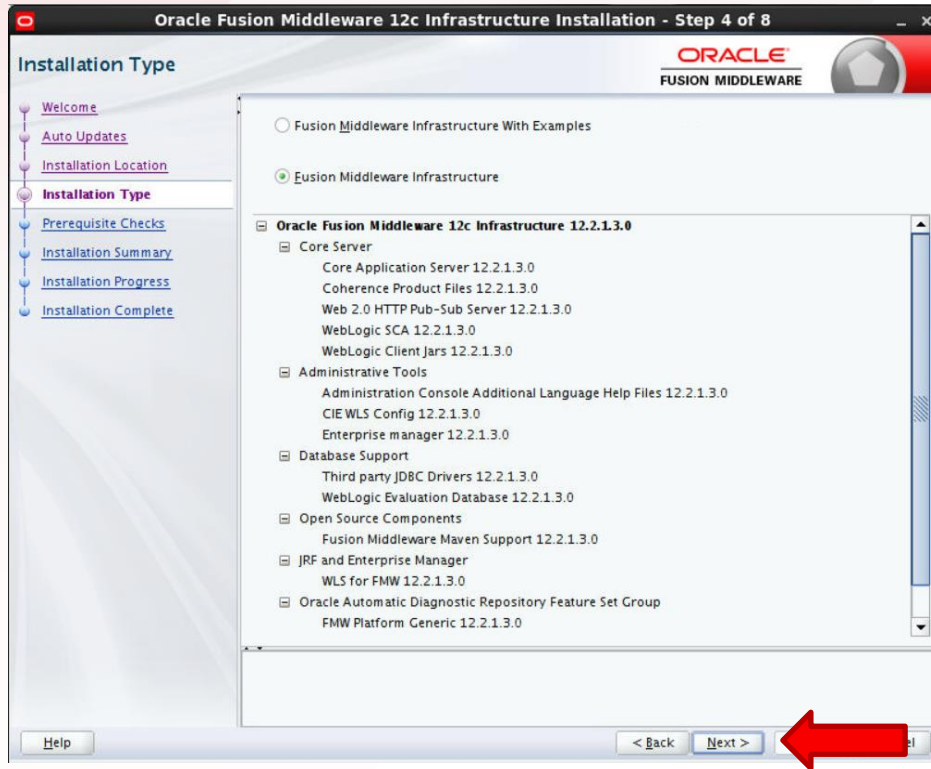 Oracle Fusion Middleware 12c Infrastructure Installation - Step 4 of 8
Installation Type
ORACLE
FUSION MIDDLEWARE
Welcome
Auto Updates
Installation Location
Installation Type
Prerequisite Checks
Installation Summary
Installation Progress
Installation Complete
Fusion Middleware Infrastructure With Examples
Fusion Middleware Infrastructure
Oracle Fusion Middleware 12c Infrastructure 12.2.1.3.0
Core Server
Core Application Server 12.2.1.3.0
Coherence Product Files 12.2.1.3.0
Web 2.0 HTTP Pub-Sub Server 12.2.1.3.0
WebLogic SCA 12.2.1.3.0
WebLogic Client Jars 12.2.1.3.0
Administrative Tools
Administration Console Additional Language Help Files 12.2.1.3.0
CIE WLS Config 12.2.1.3.0
Enterprise manager 12.2.1.3.0
Database Support
Third party JDBC Drivers 12.2.1.3.0
WebLogic Evaluation Database 12.2.1.3.0
Open Source Components
Fusion Middleware Maven Support 12.2.1.3.0
JRF and Enterprise Manager
WLS for FMW 12.2.1.3.0
Oracle Automatic Diagnostic Repository Feature Set Group
FMW Platform Generic 12.2.1.3.0
Help
< Back
Next >